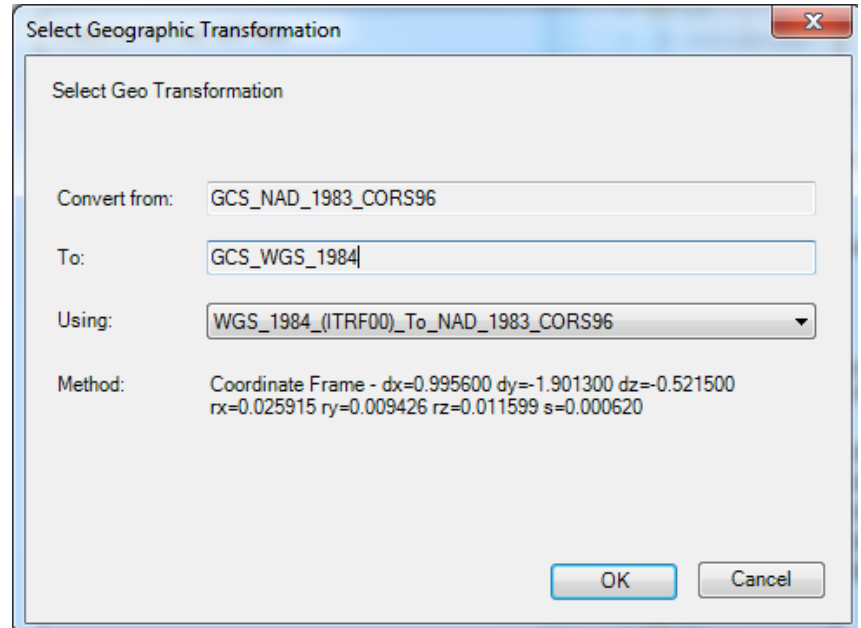 Select Geographic Transformation
Select Geo Transformation
Convert from: GCS_NAD_1983_CORS96
To: GCS_WGS_1984
Using: WGS_1984_(ITRF00)_To_NAD_1983_CORS96
Method: Coordinate Frame - dx=0.995600 dy=-1.901300 dz=-0.521500
rx=0.025915 ry=0.009426 rz=0.011599 s=0.000620
OK Cancel